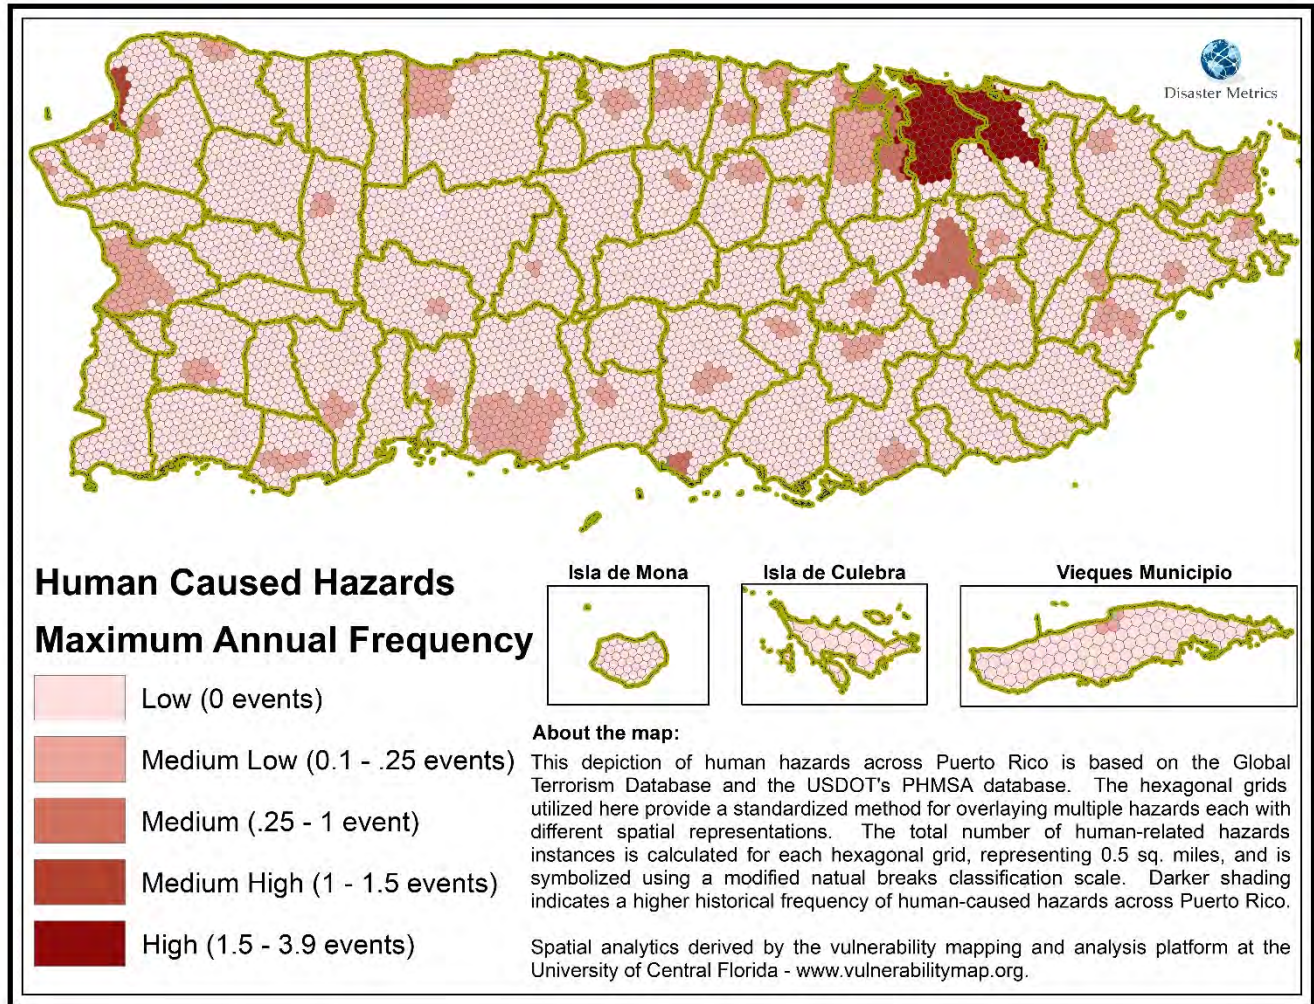 Disaster Metrics
Human Caused Hazards
Maximum Annual Frequency
Low (0 events)
Medium Low (0.1 - .25 events)
Medium (.25 - 1 event)
Medium High (1 - 1.5 events)
High (1.5 - 3.9 events)
Isla de Mona
Isla de Culebra
Vieques Municipio
About the map:
This depiction of human hazards across Puerto Rico is based on the Global
Terrorism Database and the USDOT's PHMSA database. The hexagonal grids
utilized here provide a standardized method for overlaying multiple hazards each with
different spatial representations. The total number of human-related hazards
instances is calculated for each hexagonal grid, representing 0.5 sq. miles, and is
symbolized using a modified natual breaks classification scale. Darker shading
indicates a higher historical frequency of human-caused hazards across Puerto Rico.
Spatial analytics derived by the vulnerability mapping and analysis platform at the
University of Central Florida - www.vulnerabilitymap.org.